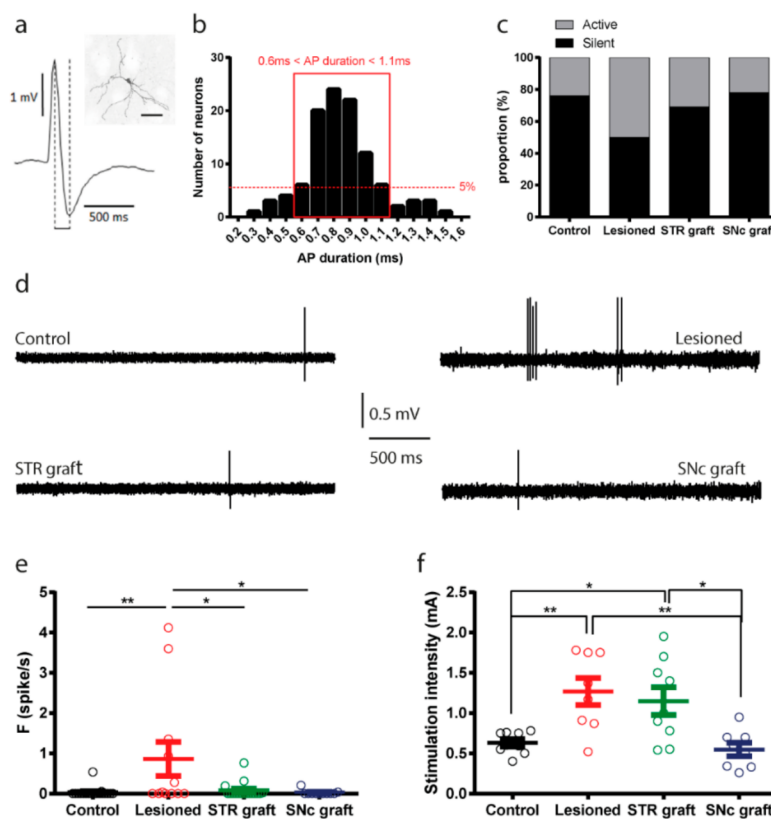 a
1 mV
500 ms
b
0.6ms < AP duration < 1.1ms
Number of neurons
30
20
10
0
5%
0.2
0.3
0.4
0.5
0.6
0.7
0.8
0.9
1.0
1.1
1.2
1.3
1.4
1.5
1.6
AP duration (ms)
c
Active
Silent
proportion (%)
100
80
60
40
20
0
Control
Lesioned
STR graft
SNc graft
d
Control
Lesioned
0.5 mV
500 ms
STR graft
SNc graft
e
F (spike/s)
5
4
3
2
1
0
**
*
*
Control
Lesioned
STR graft
SNc graft
f
Stimulation intensity (mA)
2.5
2.0
1.5
1.0
0.5
0.0
*
*
**
**
Control
Lesioned
STR graft
SNc graft